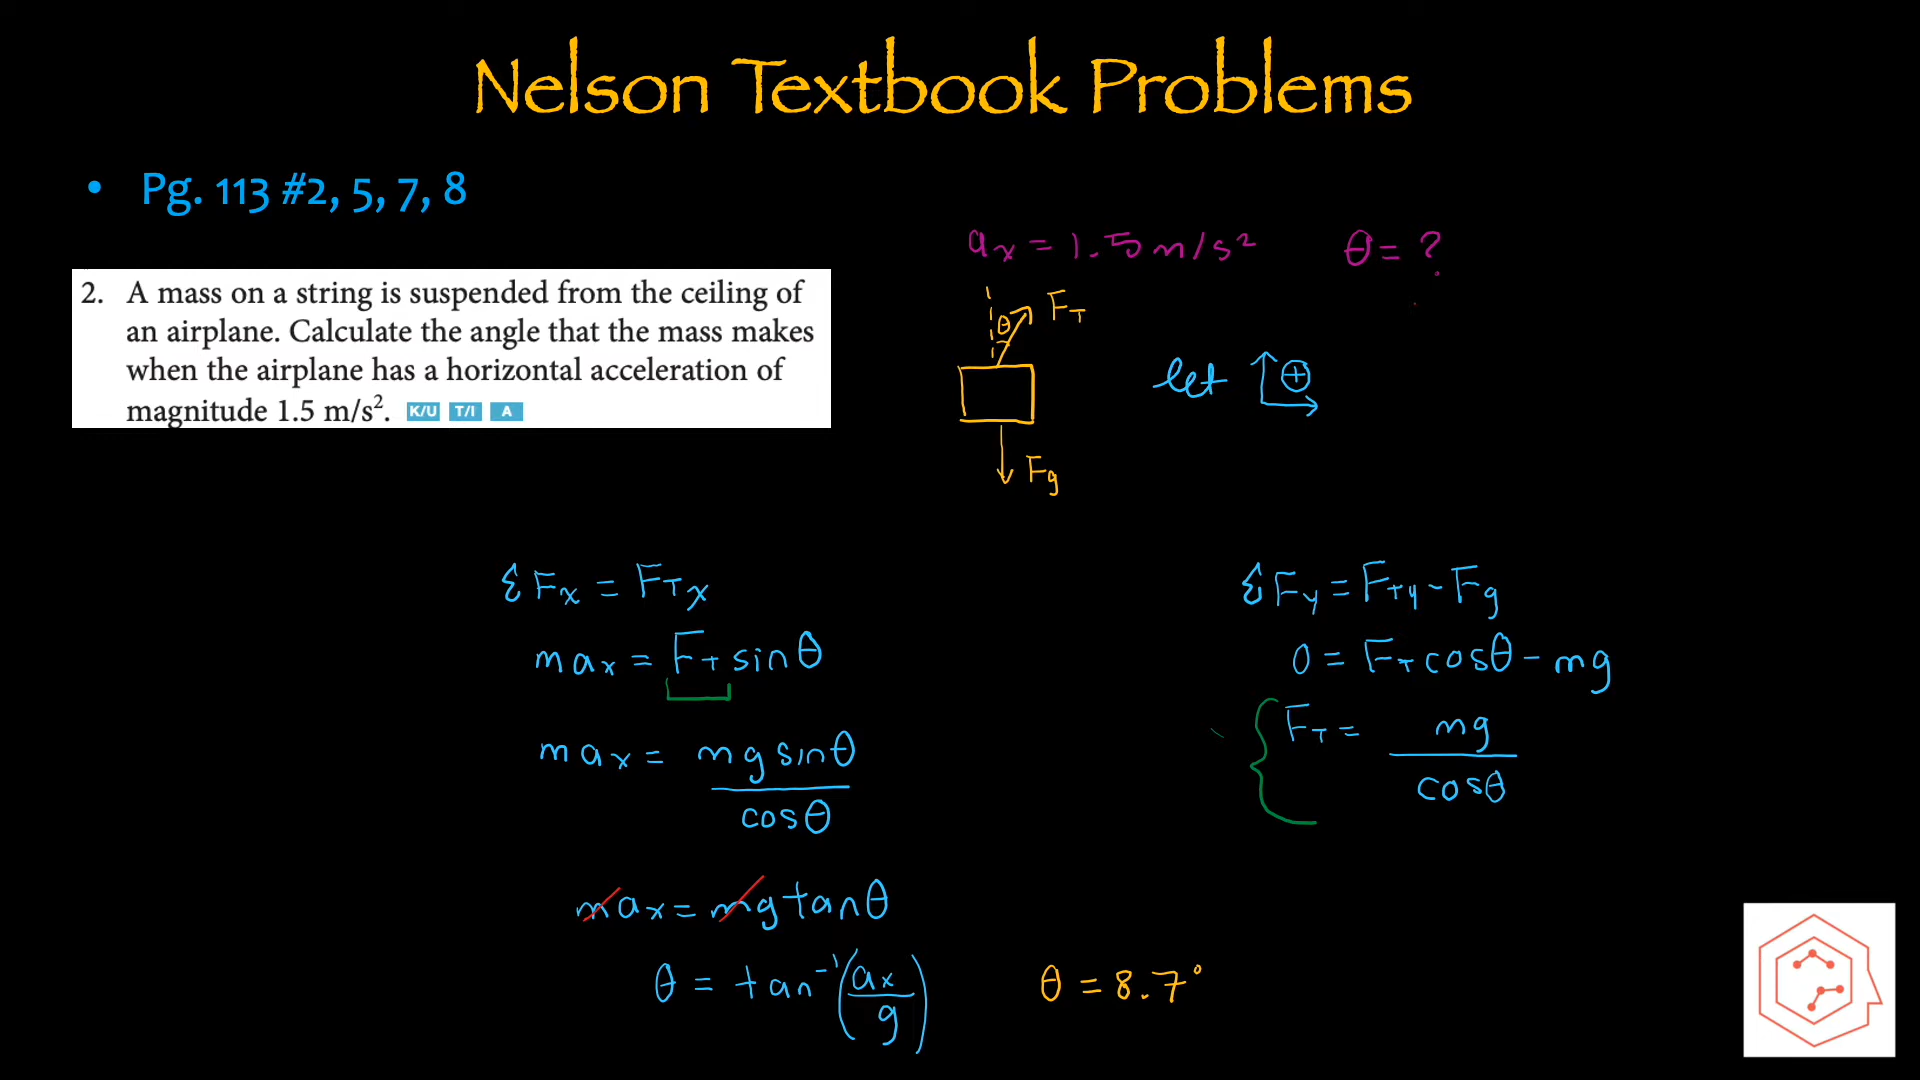 Nelson Textbook Problems
• Pg. 113 #2, 5, 7, 8
2. A mass on a string is suspended from the ceiling of
an airplane. Calculate the angle that the mass makes
when the airplane has a horizontal acceleration of
magnitude 1.5 m/s². K/U T/I A
ax = 1.5 m/s² θ = ?
θ FT
let ⊕
Fg
ΣFx = FTx
max = FT sinθ
max = mg sinθ / cosθ
max = mg tanθ
θ = tan⁻¹(ax/g) θ = 8.7°
ΣFy = FTy - Fg
0 = FT cosθ - mg
FT = mg / cosθ